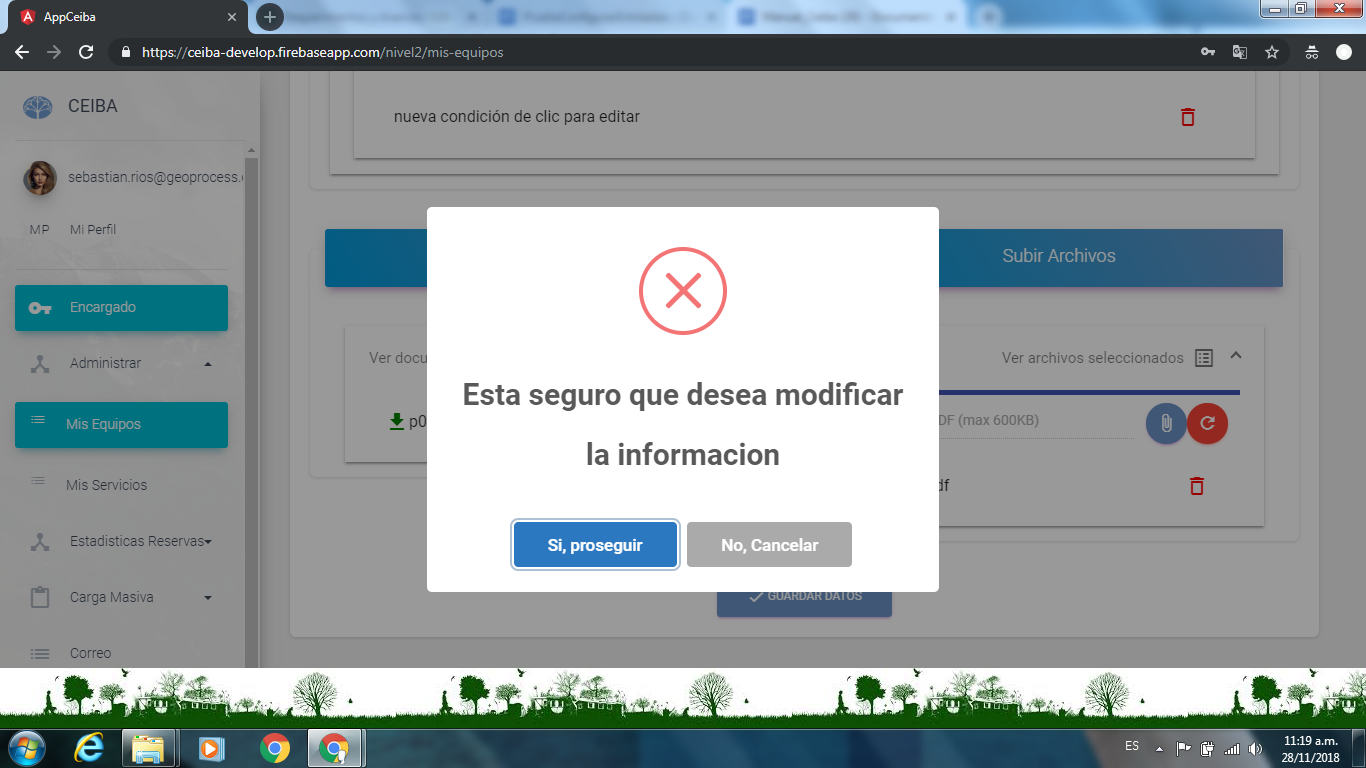 AppCeiba
https://ceiba-develop.firebaseapp.com/nivel2/mis-equipos
CEIBA
sebastian.rios@geoprocess.
MP Mi Perfil
Encargado
Administrar
Mis Equipos
Mis Servicios
Estadisticas Reservas
Carga Masiva
Correo
nueva condición de clic para editar
Subir Archivos
Ver docu
Ver archivos seleccionados
p0
DF (max 600KB)
df
Esta seguro que desea modificar
la informacion
Si, proseguir
No, Cancelar
GUARDAR DATOS
ES
11:19 a.m.
28/11/2018